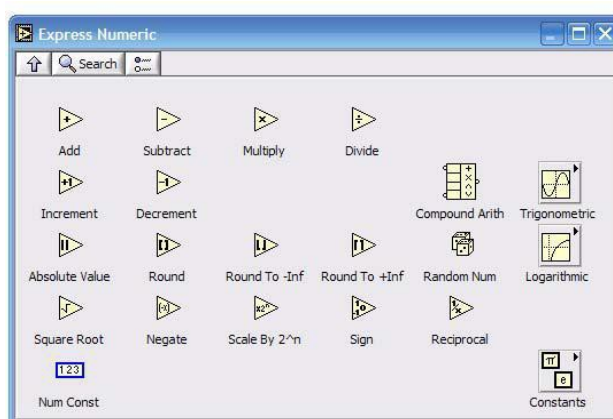 Express Numeric
Search
Add Subtract Multiply Divide
Increment Decrement Compound Arith Trigonometric
Absolute Value Round Round To -Inf Round To +Inf Random Num Logarithmic
Square Root Negate Scale By 2^n Sign Reciprocal
123
Num Const Constants